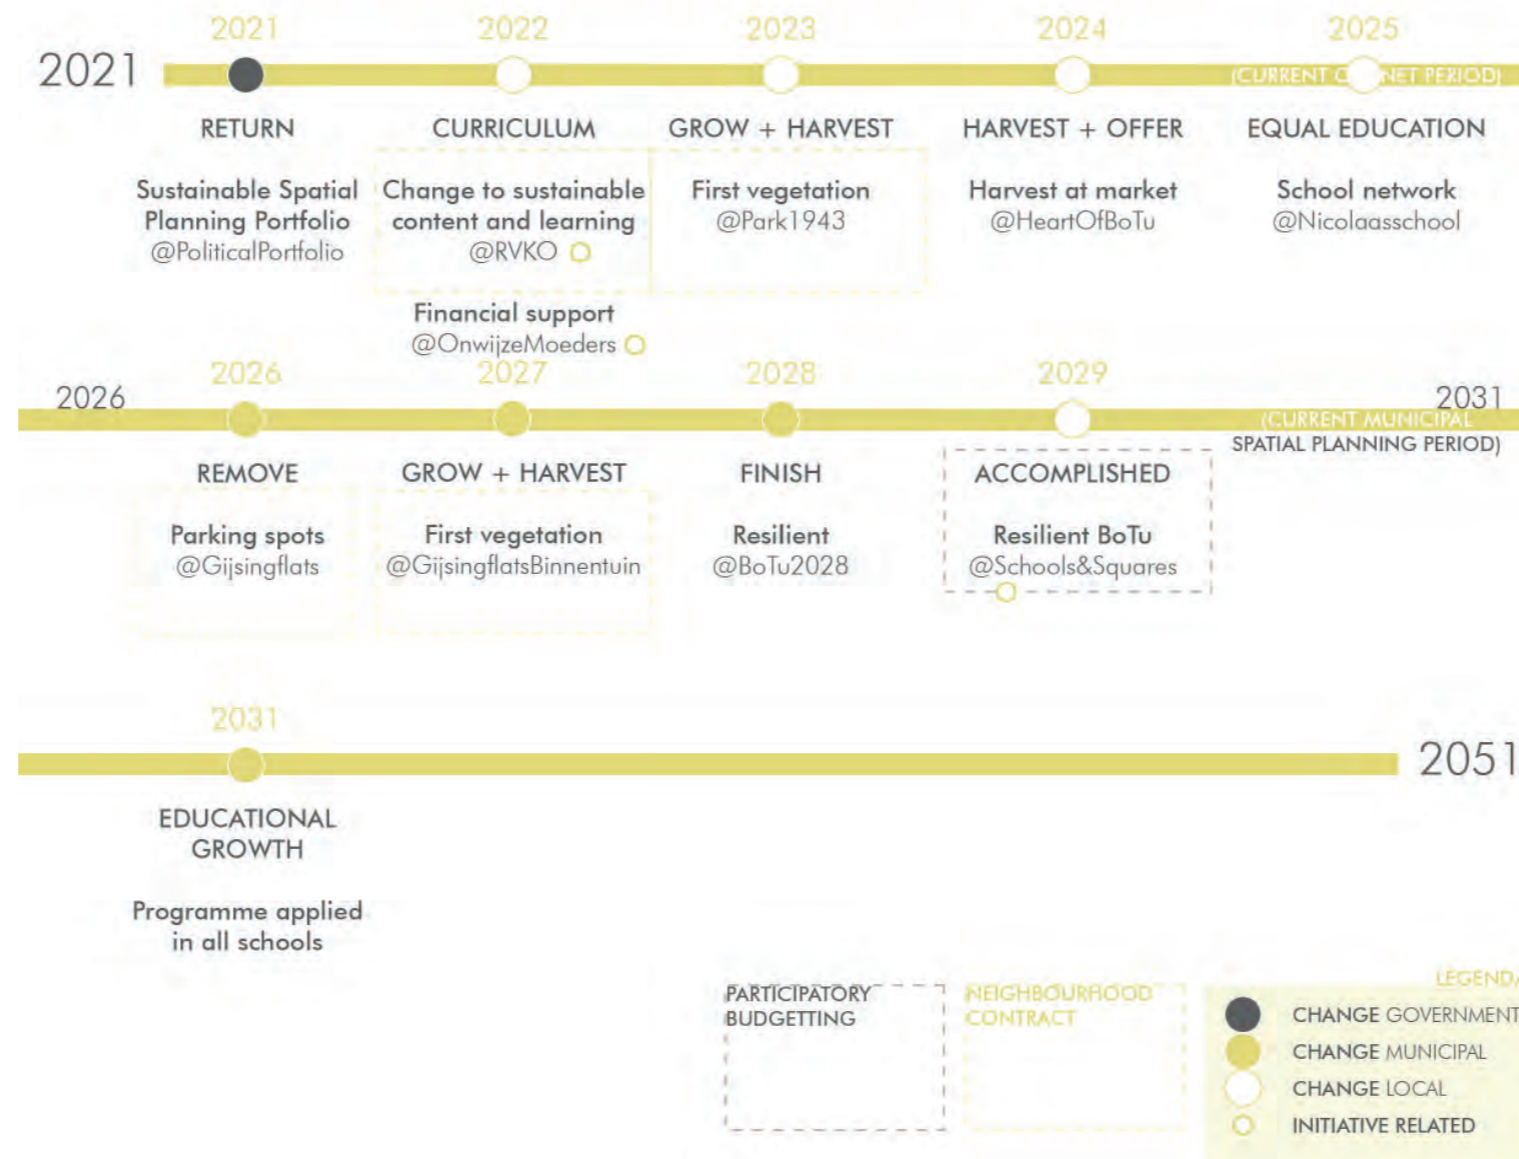 2021 2022 2023 2024 2025
2021
(CURRENT C NET PERIOD)
RETURN CURRICULUM GROW + HARVEST HARVEST + OFFER EQUAL EDUCATION
Sustainable Spatial Change to sustainable First vegetation Harvest at market School network
Planning Portfolio content and learning @Park1943 @HeartOfBoTu @Nicolaasschool
@PoliticalPortfolio @RVKO
Financial support
@OnwijzeMoeders
2026 2027 2028 2029
2026 2031
(CURRENT MUNICIPAL
SPATIAL PLANNING PERIOD)
REMOVE GROW + HARVEST FINISH ACCOMPLISHED
Parking spots First vegetation Resilient Resilient BoTu
@Gijsingflats @GijsingflatsBinnentuin @BoTu2028 @Schools&Squares
2031
2051
EDUCATIONAL
GROWTH
Programme applied
in all schools
PARTICIPATORY
BUDGETTING
NEIGHBOURHOOD
CONTRACT
LEGENDA
CHANGE GOVERNMENT
CHANGE MUNICIPAL
CHANGE LOCAL
INITIATIVE RELATED